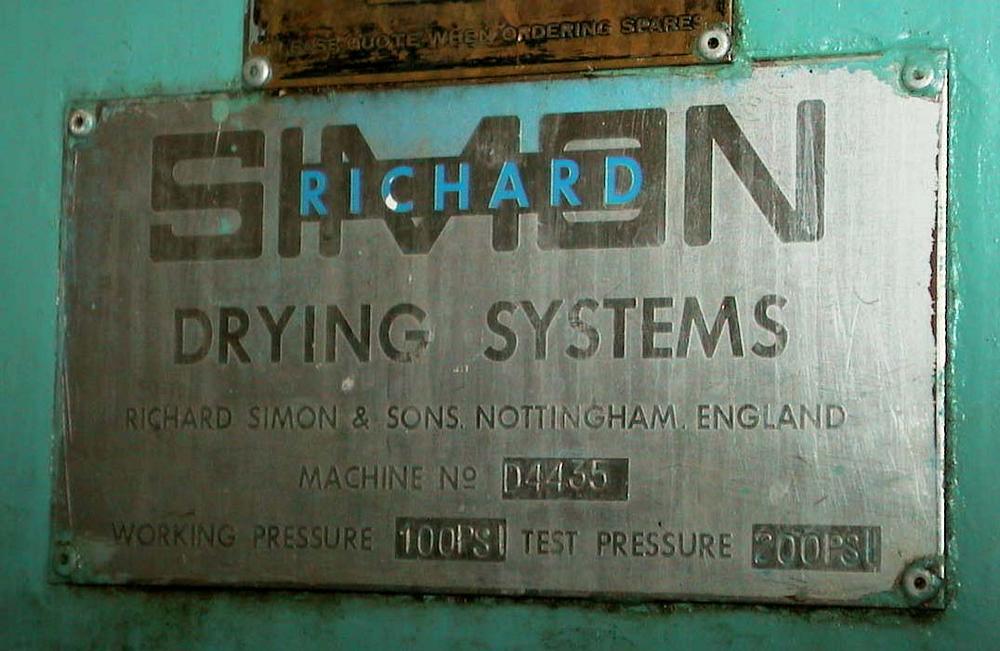 QUOTE WHEN ORDERING SPARES
SIMON
RICHARD
DRYING SYSTEMS
RICHARD SIMON & SONS. NOTTINGHAM. ENGLAND
MACHINE Nº D4435
WORKING PRESSURE 100PSI TEST PRESSURE 200PSI